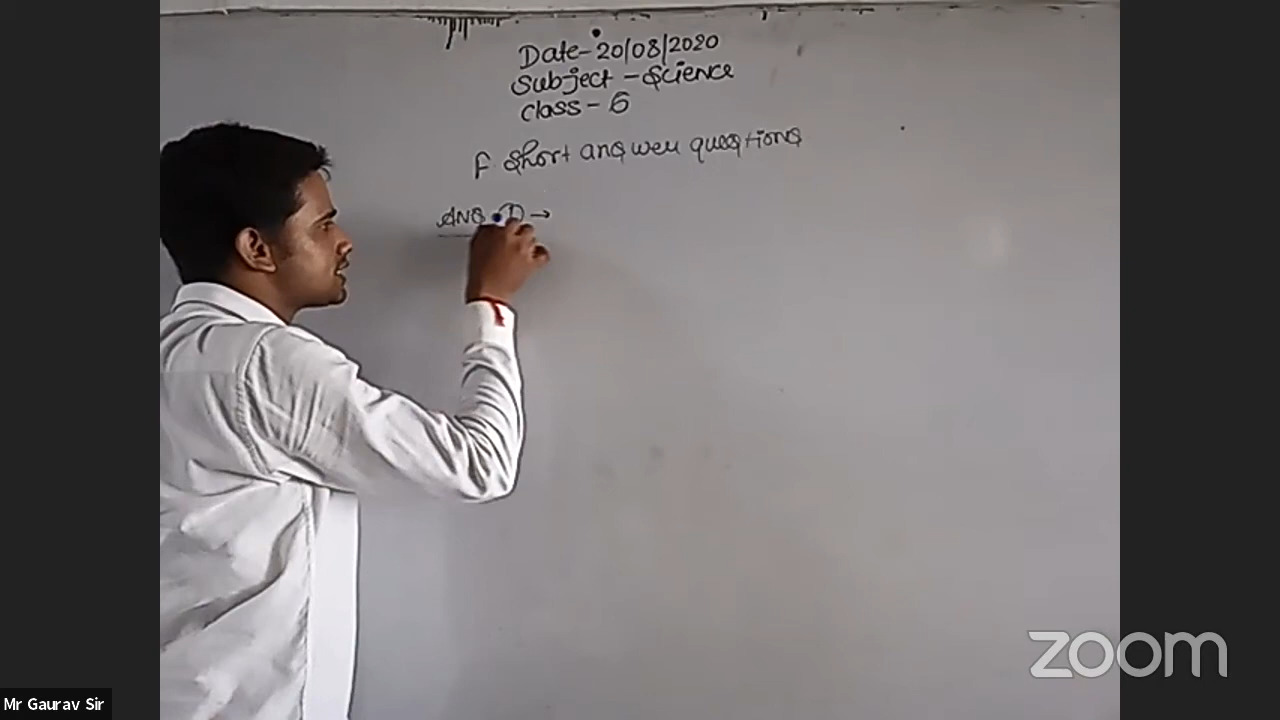 Date-20/08/2020
Subject-Science
Class-6
F. Short answer questions
Ans. 1 →
zoom
Mr Gaurav Sir